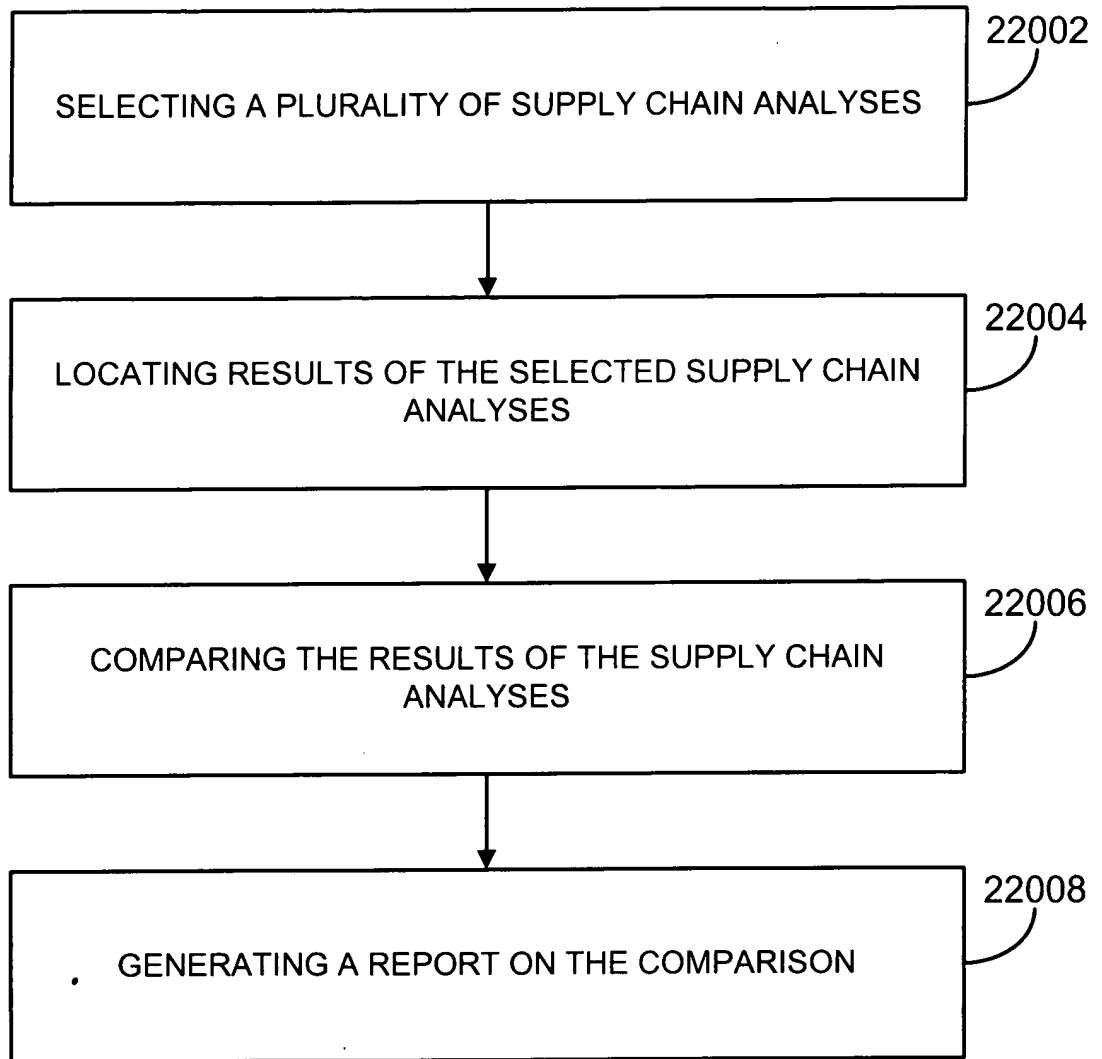 22002
SELECTING A PLURALITY OF SUPPLY CHAIN ANALYSES
22004
LOCATING RESULTS OF THE SELECTED SUPPLY CHAIN
ANALYSES
22006
COMPARING THE RESULTS OF THE SUPPLY CHAIN
ANALYSES
22008
GENERATING A REPORT ON THE COMPARISON